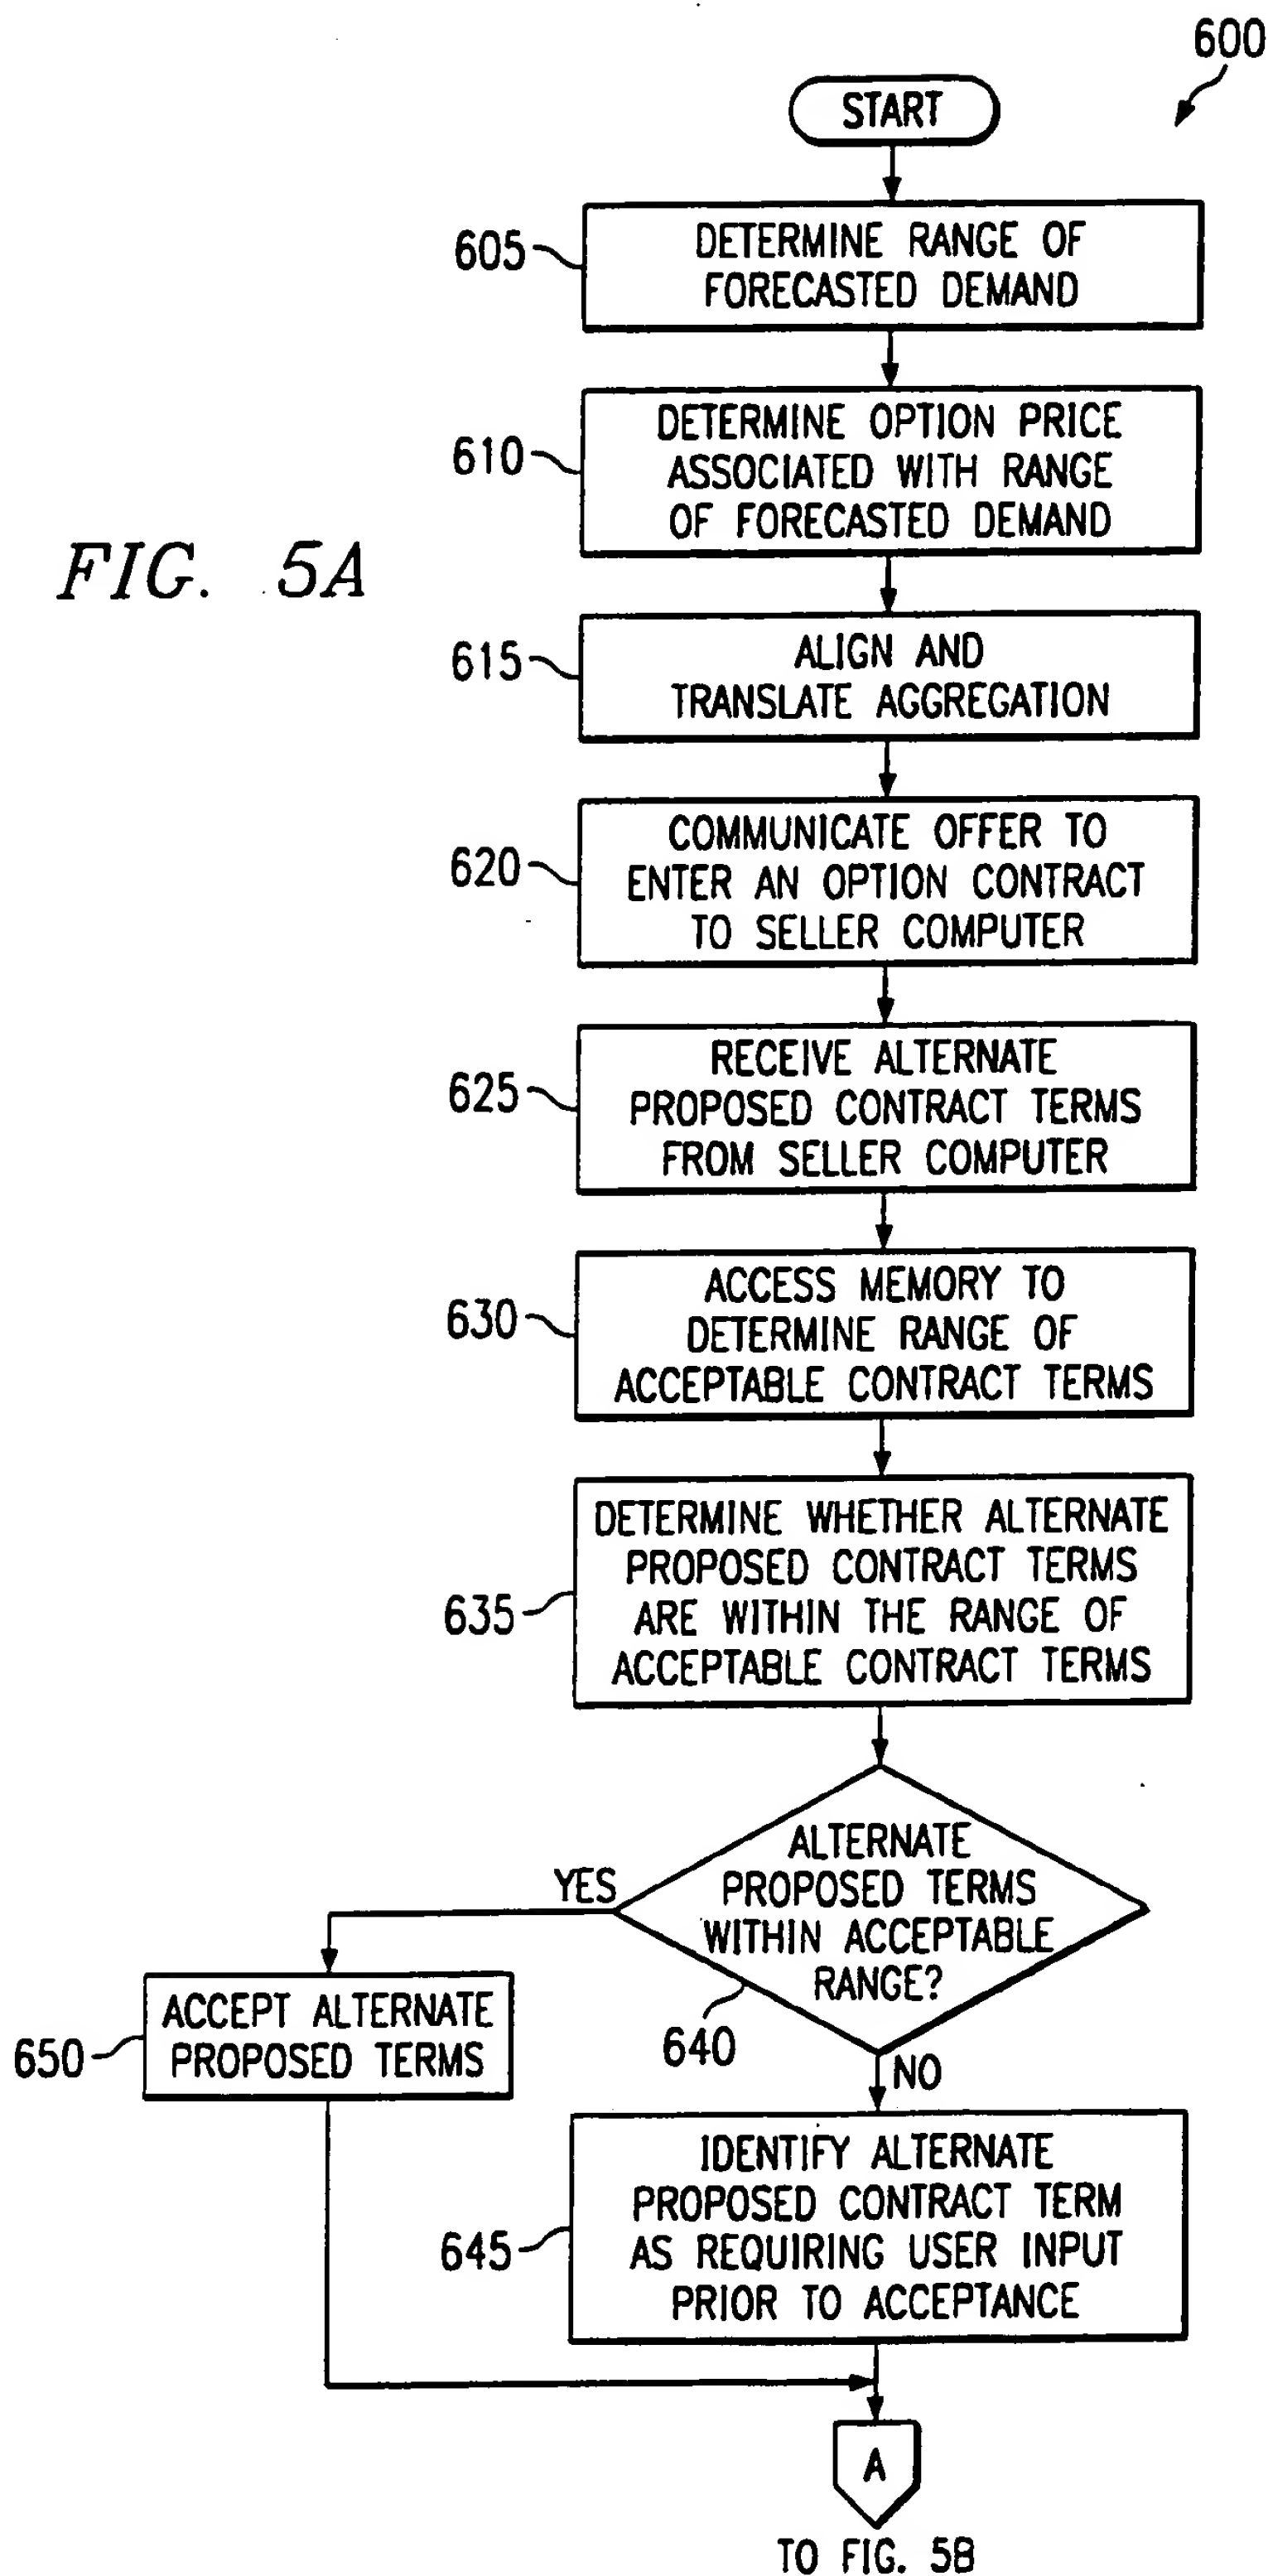 600
START
605
DETERMINE RANGE OF
FORECASTED DEMAND
610
DETERMINE OPTION PRICE
ASSOCIATED WITH RANGE
OF FORECASTED DEMAND
FIG. 5A
615
ALIGN AND
TRANSLATE AGGREGATION
620
COMMUNICATE OFFER TO
ENTER AN OPTION CONTRACT
TO SELLER COMPUTER
625
RECEIVE ALTERNATE
PROPOSED CONTRACT TERMS
FROM SELLER COMPUTER
630
ACCESS MEMORY TO
DETERMINE RANGE OF
ACCEPTABLE CONTRACT TERMS
635
DETERMINE WHETHER ALTERNATE
PROPOSED CONTRACT TERMS
ARE WITHIN THE RANGE OF
ACCEPTABLE CONTRACT TERMS
ALTERNATE
PROPOSED TERMS
WITHIN ACCEPTABLE
RANGE?
640
YES
650
ACCEPT ALTERNATE
PROPOSED TERMS
NO
645
IDENTIFY ALTERNATE
PROPOSED CONTRACT TERM
AS REQUIRING USER INPUT
PRIOR TO ACCEPTANCE
A
TO FIG. 5B